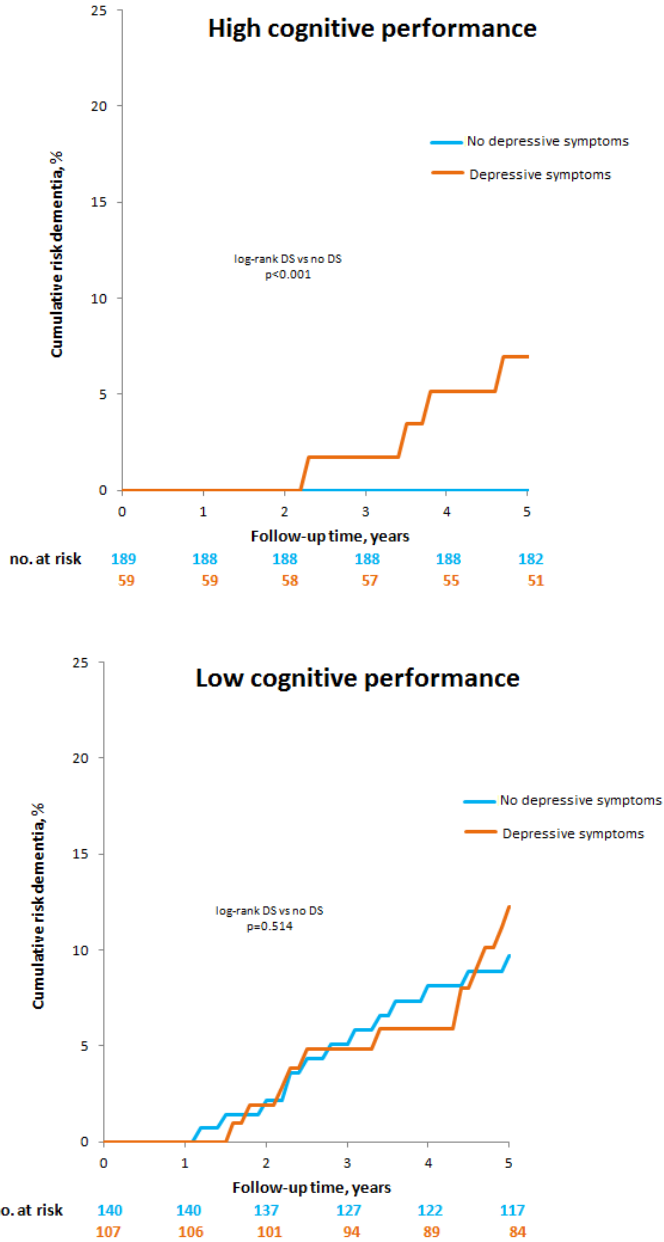 High cognitive performance
25
20
15
10
5
0
Cumulative risk dementia, %
No depressive symptoms
Depressive symptoms
log-rank DS vs no DS
p<0.001
0 1 2 3 4 5
Follow-up time, years
no. at risk 189 188 188 188 188 182
59 59 58 57 55 51
Low cognitive performance
25
20
15
10
5
0
Cumulative risk dementia, %
No depressive symptoms
Depressive symptoms
log-rank DS vs no DS
p=0.514
0 1 2 3 4 5
Follow-up time, years
o. at risk 140 140 137 127 122 117
107 106 101 94 89 84